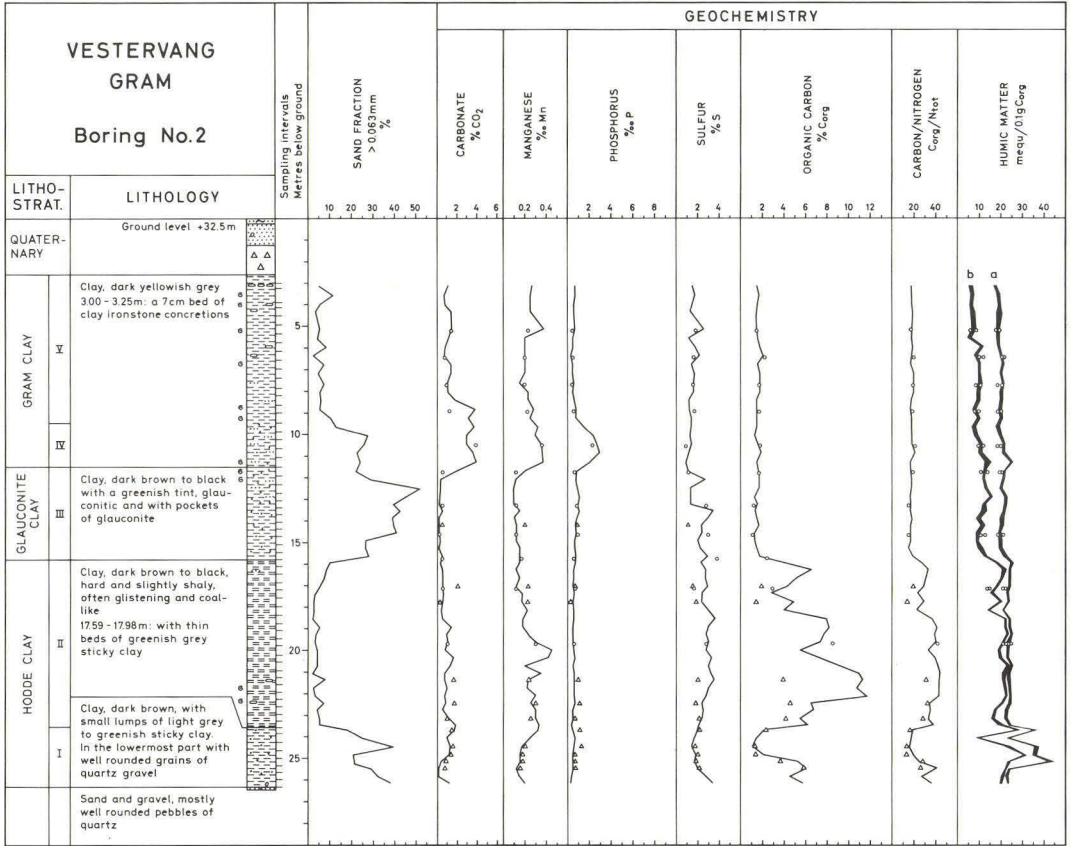 VESTERVANG
GRAM
Boring No.2
LITHO-
STRAT.
LITHOLOGY
Sampling intervals
Metres below ground
SAND FRACTION
> 0.063mm
%
GEOCHEMISTRY
CARBONATE
% CO2
MANGANESE
‰ Mn
PHOSPHORUS
‰ P
SULFUR
% S
ORGANIC CARBON
% Corg
CARBON/NITROGEN
Corg/Ntot
HUMIC MATTER
mequ/0.1g Corg
10 20 30 40 50
2 4 6
0.2 0.4
2 4 6 8
2 4
2 4 6 8 10 12
20 40
10 20 30 40
QUATER-
NARY
Ground level +32.5m
GRAM CLAY
V
IV
Clay, dark yellowish grey
3.00 - 3.25m: a 7cm bed of
clay ironstone concretions
b a
5
10
GLAUCONITE
CLAY
III
Clay, dark brown to black
with a greenish tint, glau-
conitic and with pockets
of glauconite
15
HODDE CLAY
II
Clay, dark brown to black,
hard and slightly shaly,
often glistening and coal-
like
17.59 - 17.98m: with thin
beds of greenish grey
sticky clay
20
I
Clay, dark brown, with
small lumps of light grey
to greenish sticky clay.
In the lowermost part with
well rounded grains of
quartz gravel
25
Sand and gravel, mostly
well rounded pebbles of
quartz